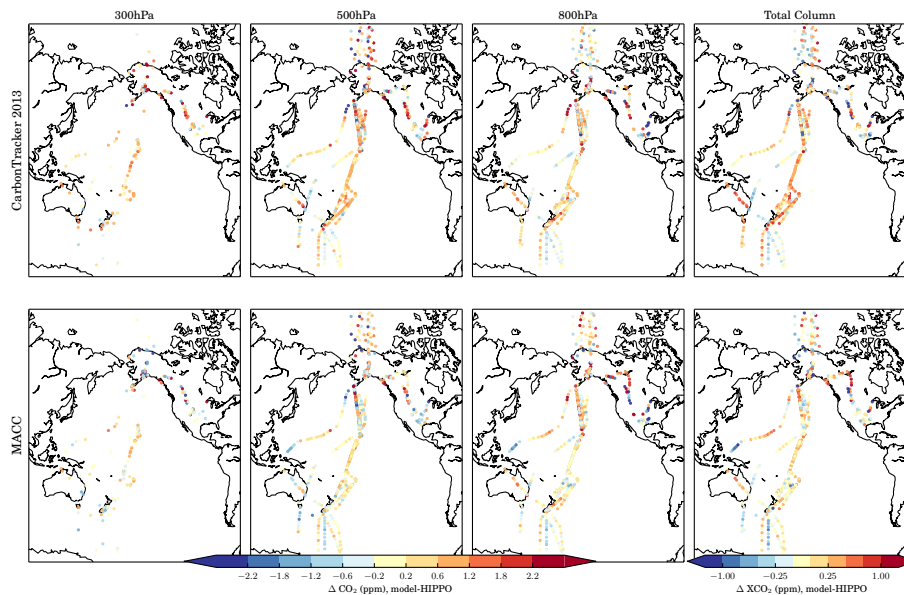 300hPa
500hPa
800hPa
Total Column
CarbonTracker 2013
MACC
−2.2 −1.8 −1.2 −0.6 −0.2 0.2 0.6 1.2 1.8 2.2
Δ CO₂ (ppm), model-HIPPO
−1.00 −0.25 0.25 1.00
Δ XCO₂ (ppm), model-HIPPO